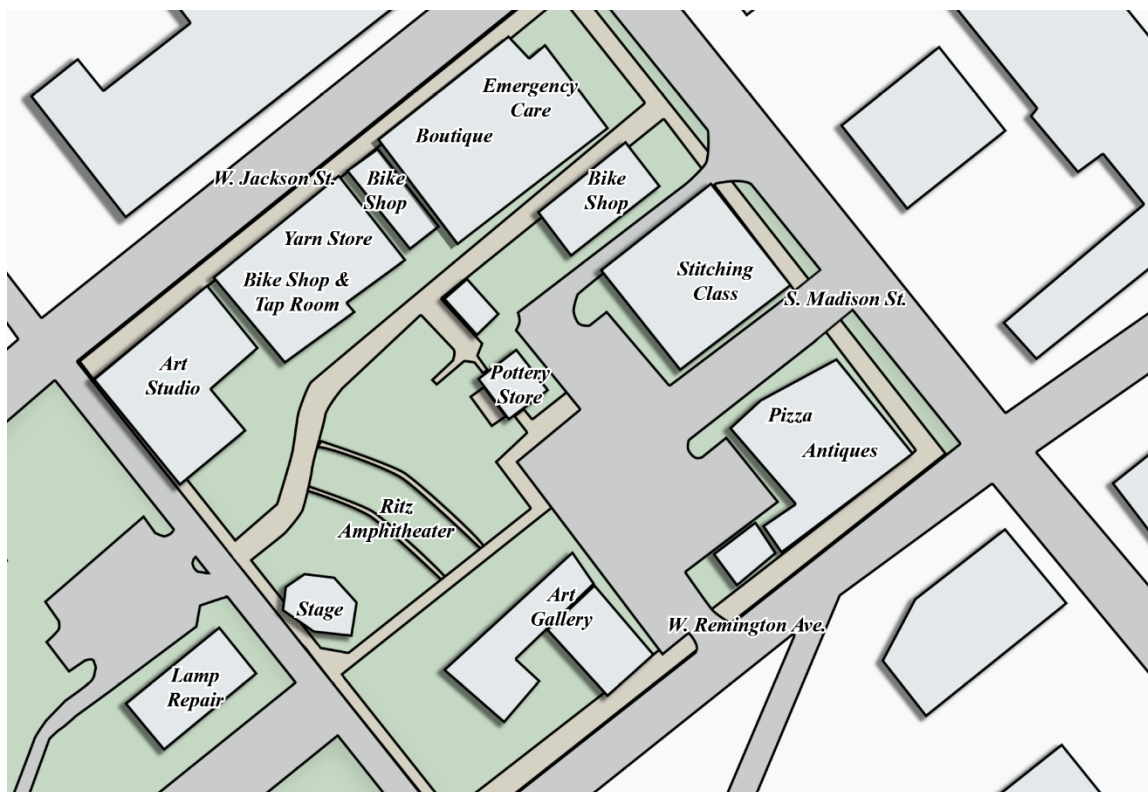 Emergency
Care
Boutique
W. Jackson St.
Bike
Shop
Bike
Shop
Yarn Store
Bike Shop &
Tap Room
Stitching
Class
S. Madison St.
Art
Studio
Pottery
Store
Pizza
Antiques
Ritz
Amphitheater
Stage
Art
Gallery
W. Remington Ave.
Lamp
Repair